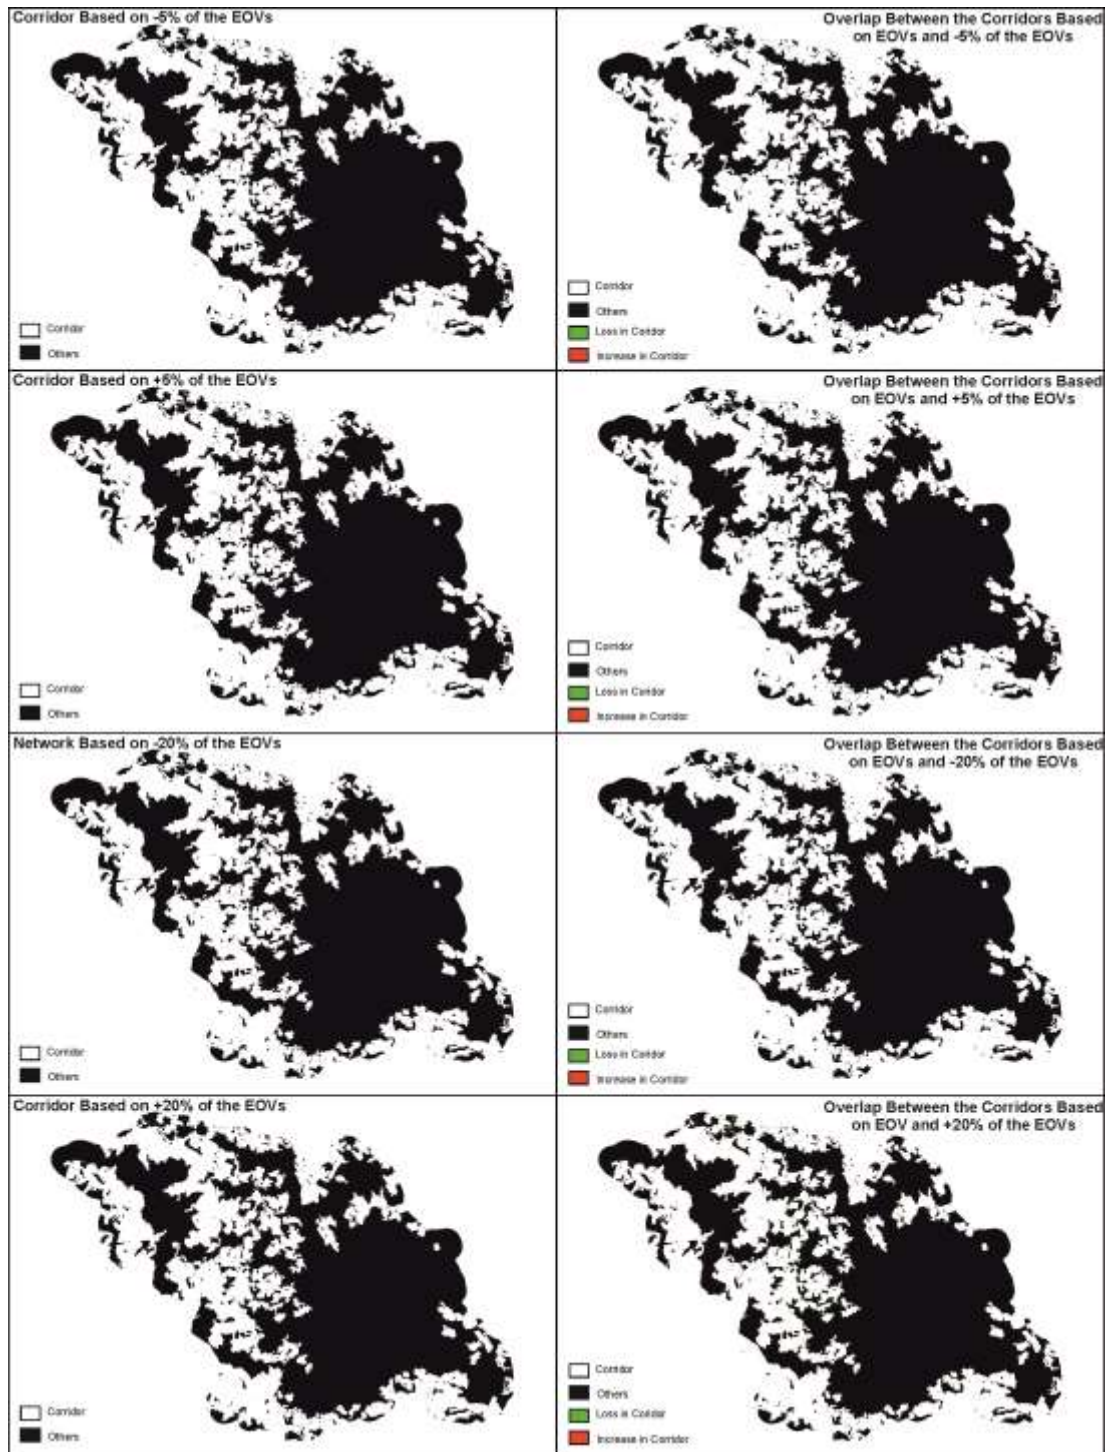 Corridor Based on -5% of the EOVs
Overlap Between the Corridors Based
on EOVs and -5% of the EOVs
Corridor
Others
Corridor
Others
Loss in Coridor
Increase in Corridor
Corridor Based on +5% of the EOVs
Overlap Between the Corridors Based
on EOVs and +5% of the EOVs
Corridor
Others
Corridor
Others
Loss in Coridor
Increase in Corridor
Network Based on -20% of the EOVs
Overlap Between the Corridors Based
on EOVs and -20% of the EOVs
Corridor
Others
Corridor
Others
Loss in Coridor
Increase in Corridor
Corridor Based on +20% of the EOVs
Overlap Between the Corridors Based
on EOV and +20% of the EOVs
Corridor
Others
Corridor
Others
Loss in Coridor
Increase in Corridor